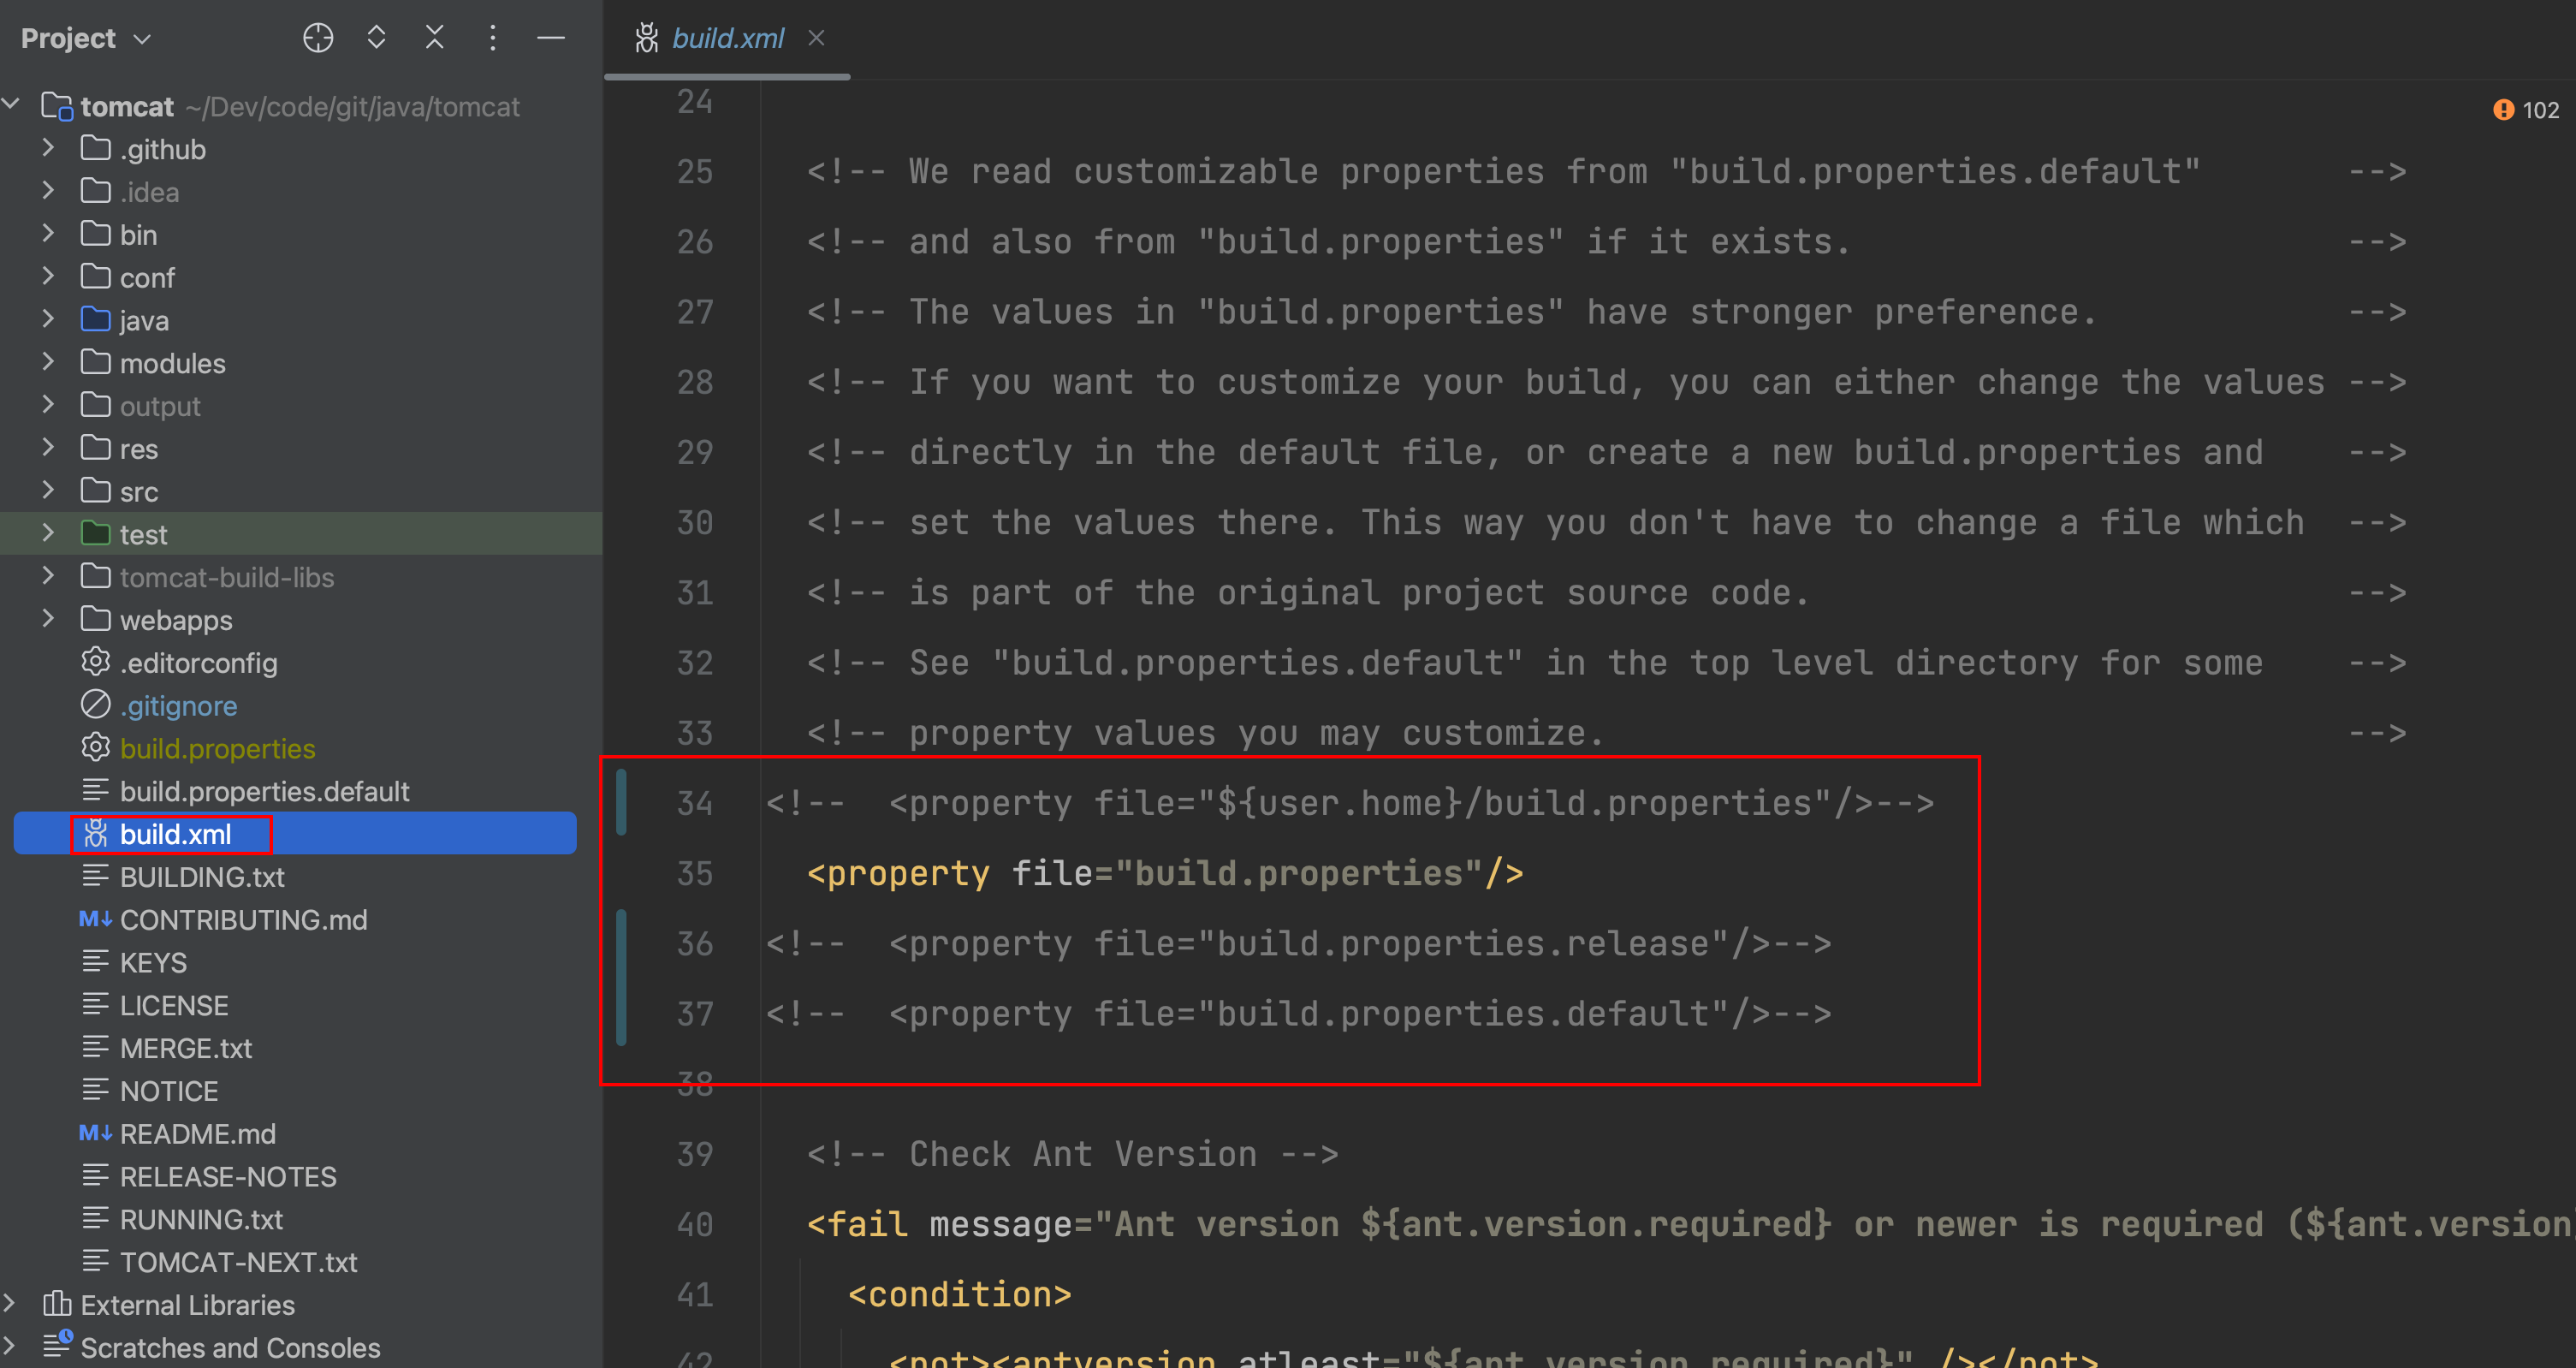 Project
tomcat ~/Dev/code/git/java/tomcat
.github
.idea
bin
conf
java
modules
output
res
src
test
tomcat-build-libs
webapps
.editorconfig
.gitignore
build.properties
build.properties.default
build.xml
BUILDING.txt
M↓ CONTRIBUTING.md
KEYS
LICENSE
MERGE.txt
NOTICE
M↓ README.md
RELEASE-NOTES
RUNNING.txt
TOMCAT-NEXT.txt
External Libraries
Scratches and Consoles
build.xml
102
24
25 <!-- We read customizable properties from "build.properties.default" -->
26 <!-- and also from "build.properties" if it exists. -->
27 <!-- The values in "build.properties" have stronger preference. -->
28 <!-- If you want to customize your build, you can either change the values -->
29 <!-- directly in the default file, or create a new build.properties and -->
30 <!-- set the values there. This way you don't have to change a file which -->
31 <!-- is part of the original project source code. -->
32 <!-- See "build.properties.default" in the top level directory for some -->
33 <!-- property values you may customize. -->
34 <!-- <property file="${user.home}/build.properties"/>-->
35 <property file="build.properties"/>
36 <!-- <property file="build.properties.release"/>-->
37 <!-- <property file="build.properties.default"/>-->
38
39 <!-- Check Ant Version -->
40 <fail message="Ant version ${ant.version.required} or newer is required (${ant.version
41 <condition>
42 <not><antversion atleast="${ant.version.required}" /></not>